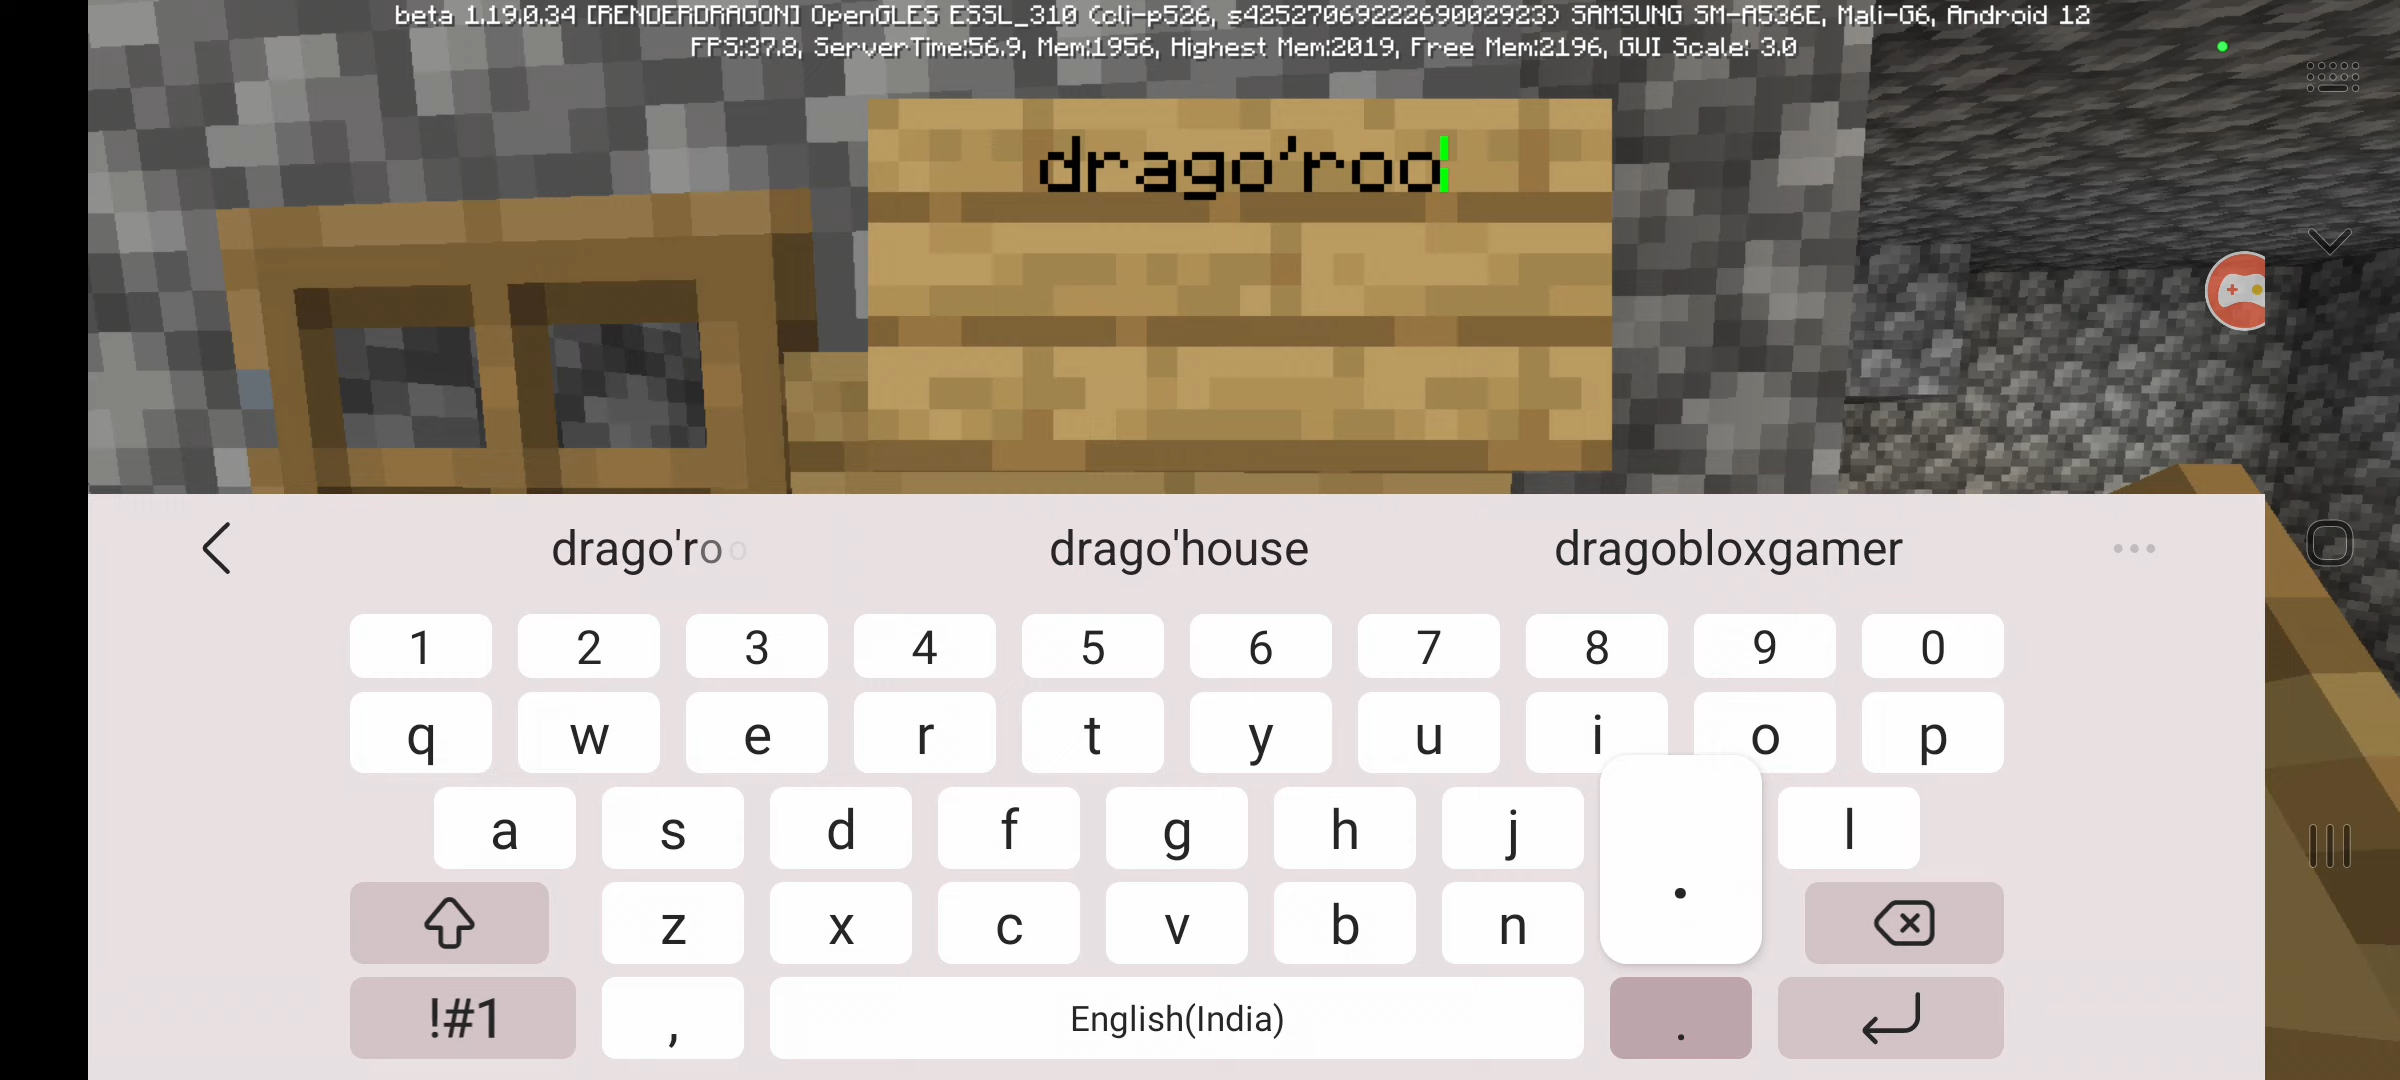 beta 1.19.0.34 [RENDERDRAGON] OpenGLES ESSL_310 (cli-p526, s4252706922269002923) SAMSUNG SM-A536E, Mali-G6, Android 12
FPS:37.8, ServerTime:56.9, Mem:1956, Highest Mem:2019, Free Mem:2196, GUI Scale: 3.0
drago'roo
drago'roo drago'house dragobloxgamer
1 2 3 4 5 6 7 8 9 0
q w e r t y u i o p
a s d f g h j l
z x c v b n .
!#1 , English(India) .